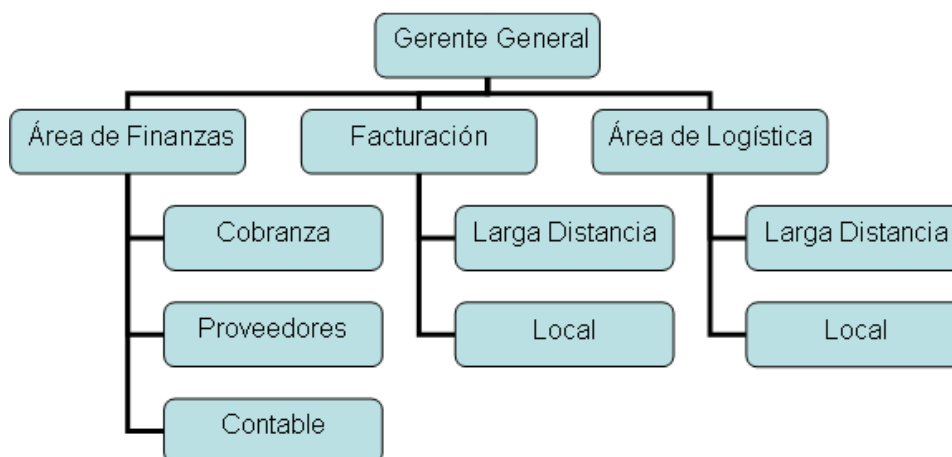 Gerente General
Área de Finanzas
Facturación
Área de Logística
Cobranza
Larga Distancia
Larga Distancia
Proveedores
Local
Local
Contable